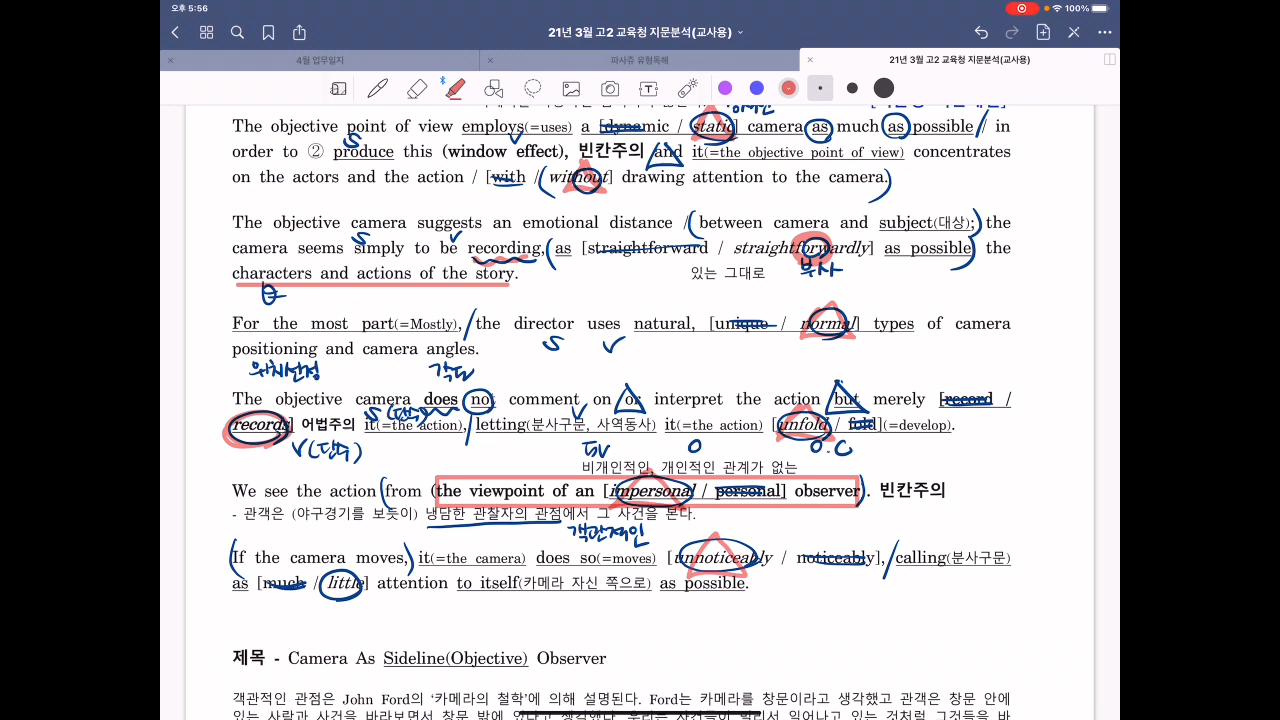 오후 5:56
100%
21년 3월 고2 교육청 지문분석(교사용)
4월 업무일지
파사쥬 유형독해
21년 3월 고2 교육청 지문분석(교사용)
The objective point of view employs(=uses) a [dynamic / static] camera as much as possible / in
S V
order to ② produce this (window effect), 빈칸주의 and it(=the objective point of view) concentrates
on the actors and the action / [with / without] drawing attention to the camera.
The objective camera suggests an emotional distance / between camera and subject(대상); the
S V
camera seems simply to be recording, as [straightforward / straightforwardly] as possible, the
characters and actions of the story.
있는 그대로
부사
For the most part(=Mostly), the director uses natural, [unique / normal] types of camera
S V
positioning and camera angles.
위치선정 각도
The objective camera does not comment on or interpret the action but merely [record /
S (단수) V
records] 어법주의 it(=the action), letting(분사구문, 사역동사) it(=the action) [unfold / fold](=develop).
V(단수) 5V O O.C
비개인적인, 개인적인 관계가 없는
We see the action from (the viewpoint of an [impersonal / personal] observer). 빈칸주의
- 관객은 (야구경기를 보듯이) 냉담한 관찰자의 관점에서 그 사건을 본다.
객관적인
If the camera moves, it(=the camera) does so(=moves) [unnoticeably / noticeably], calling(분사구문)
as [much / little] attention to itself(카메라 자신 쪽으로) as possible.
제목 - Camera As Sideline(Objective) Observer
객관적인 관점은 John Ford의 ‘카메라의 철학’에 의해 설명된다. Ford는 카메라를 창문이라고 생각했고 관객은 창문 안에